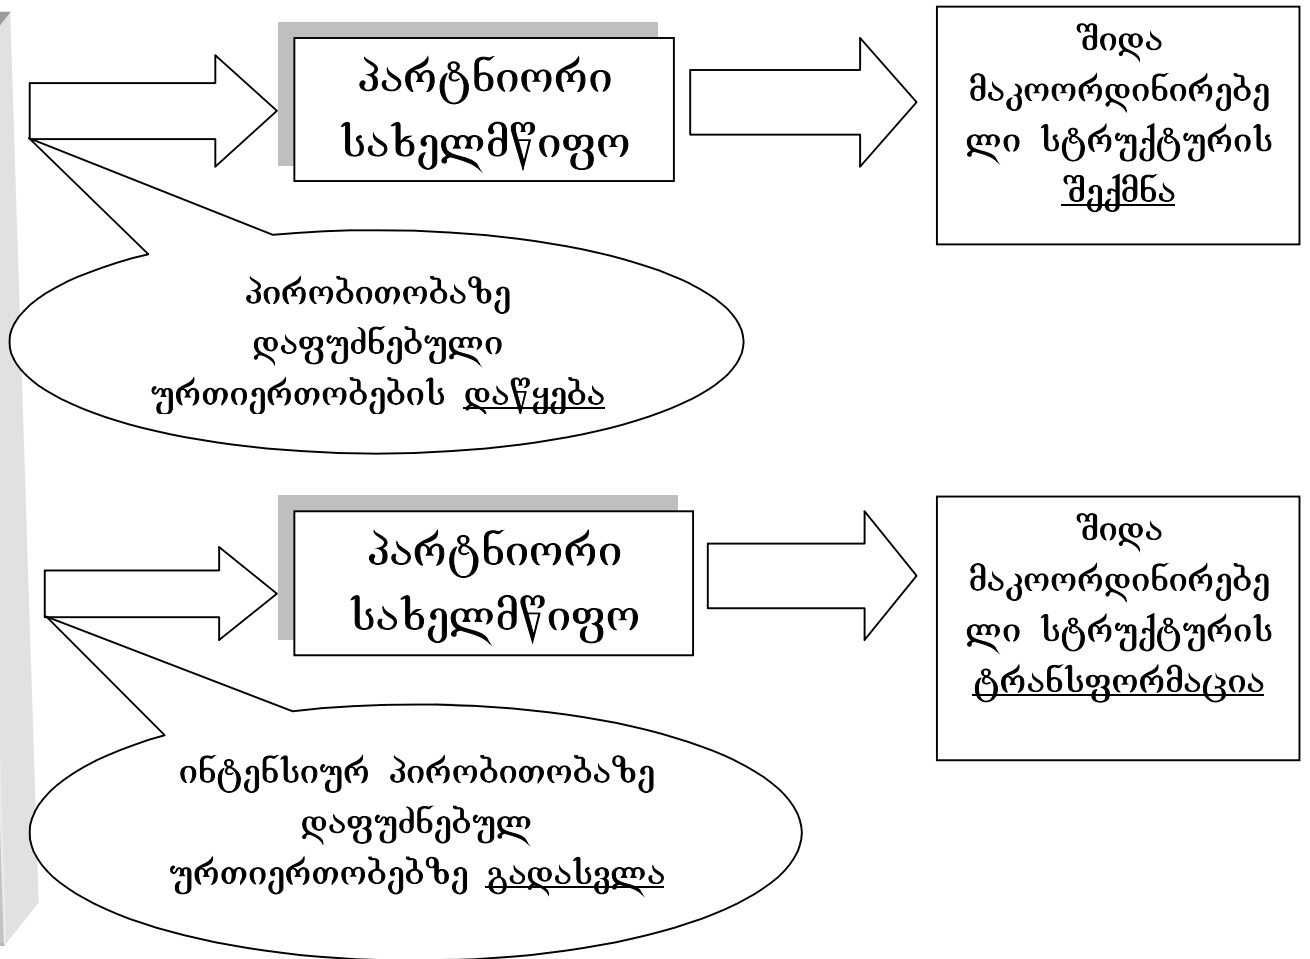 პარტნიორი
სახელმწიფო
შიდა
მაკოორდინირებე
ლი სტრუქტურის
შექმნა
პირობითობაზე
დაფუძნებული
ურთიერთობების დაწყება
პარტნიორი
სახელმწიფო
შიდა
მაკოორდინირებე
ლი სტრუქტურის
ტრანსფორმაცია
ინტენსიურ პირობითობაზე
დაფუძნებულ
ურთიერთობებზე გადასვლა